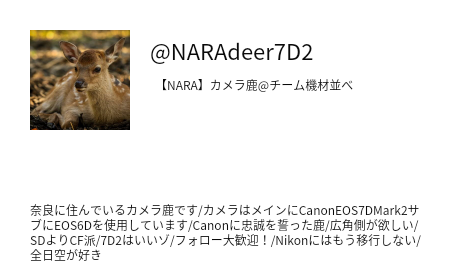 @NARAdeer7D2
【NARA】カメラ鹿@チーム機材並べ
奈良に住んでいるカメラ鹿です/カメラはメインにCanonEOS7DMark2サ
ブにEOS6Dを使用しています/Canonに忠誠を誓った鹿/広角側が欲しい/
SDよりCF派/7D2はいいゾ/フォロー大歓迎！/Nikonにはもう移行しない/
全日空が好き